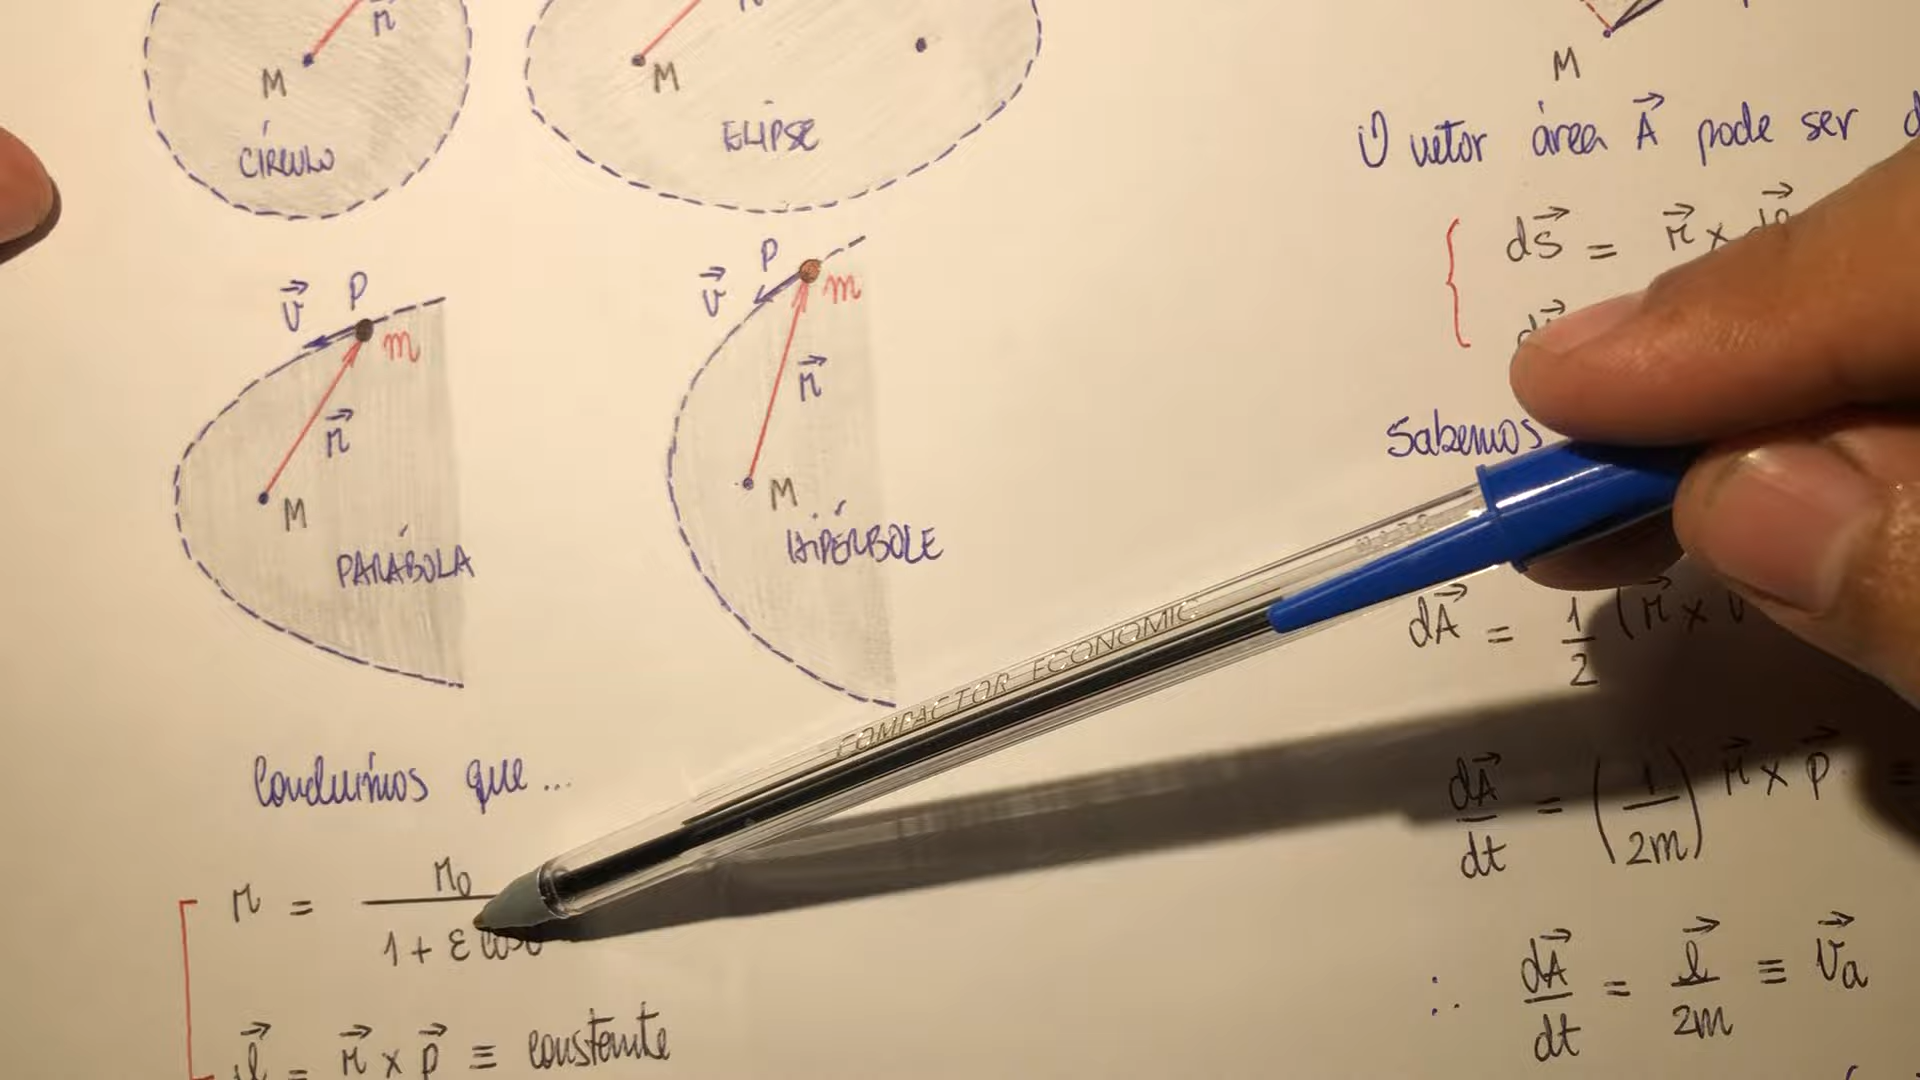 M
CÍRCULO
M
ELIPSE
P
v⃗
m
r⃗
M
PARÁBOLA
P
v⃗
m
r⃗
M
HIPÉRBOLE
Concluímos que...
r = r₀ / 1 + ε cosθ
l⃗ = r⃗ x p⃗ ≡ constante
M
O vetor área A⃗ pode ser
dS⃗ = r⃗ x
Sabemos
dA⃗ = 1/2 (r⃗ x v
dA⃗/dt = (1/2m) r⃗ x p⃗ =
∴ dA⃗/dt = l⃗/2m ≡ v⃗a
COMPACTOR ECONOMIC